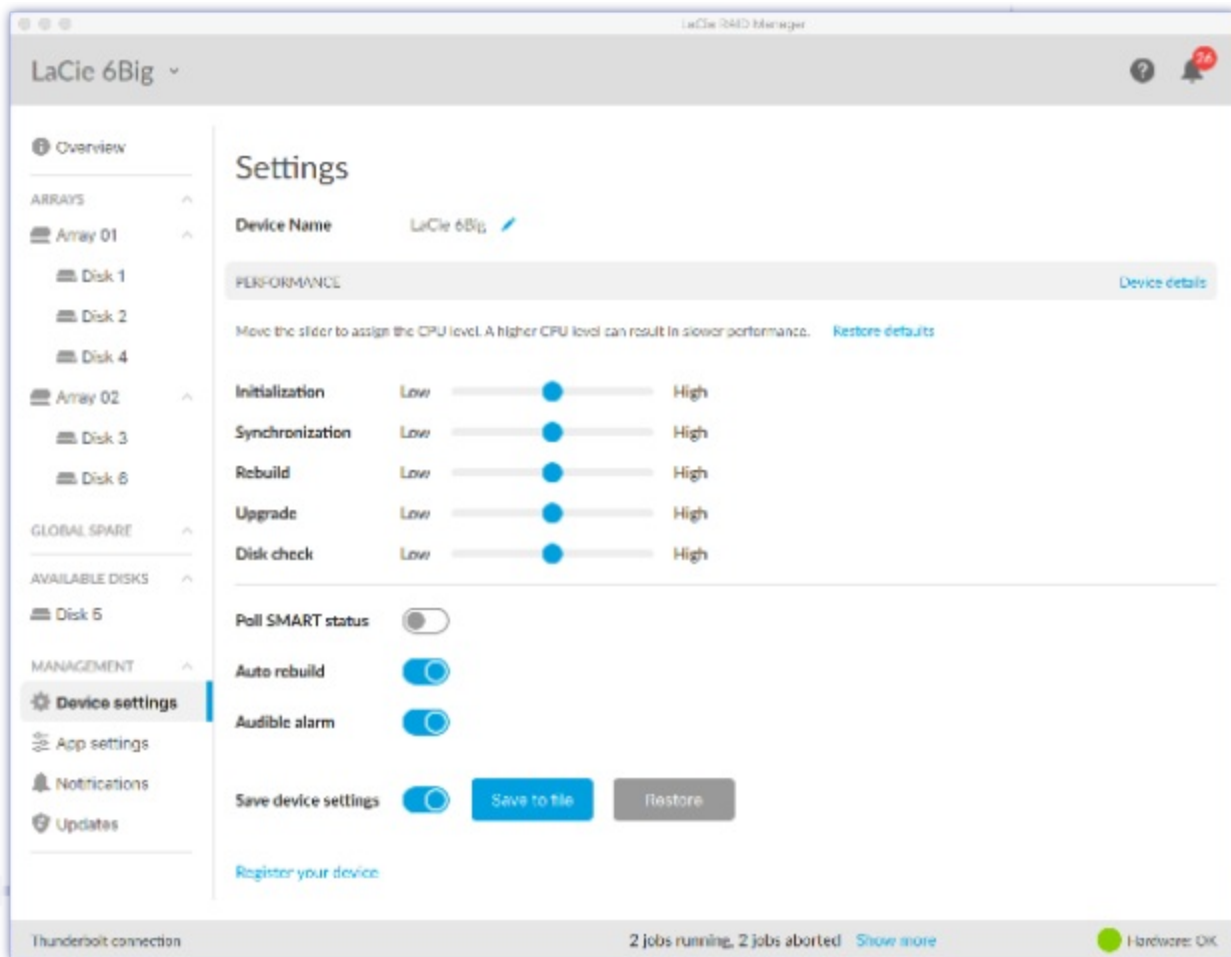 LaCie RAID Manager
LaCie 6Big
26
Overview
Settings
ARRAYS
Array 01
Device Name LaCie 6Big
Disk 1
PERFORMANCE Device details
Disk 2
Move the slider to assign the CPU level. A higher CPU level can result in slower performance. Restore defaults
Disk 4
Array 02
Initialization Low High
Disk 3
Synchronization Low High
Disk 6
Rebuild Low High
Upgrade Low High
GLOBAL SPARE
Disk check Low High
AVAILABLE DISKS
Disk 5
Poll SMART status
MANAGEMENT
Auto rebuild
Device settings
Audible alarm
App settings
Notifications
Save device settings Save to file Restore
Updates
Register your device
Thunderbolt connection 2 jobs running, 2 jobs aborted Show more Hardware: OK